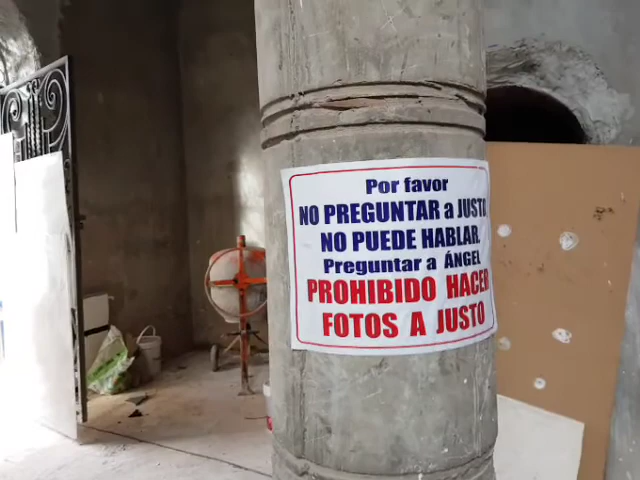 Por favor
NO PREGUNTAR a JUSTO
NO PUEDE HABLAR.
Preguntar a ÁNGEL
PROHIBIDO HACER
FOTOS A JUSTO